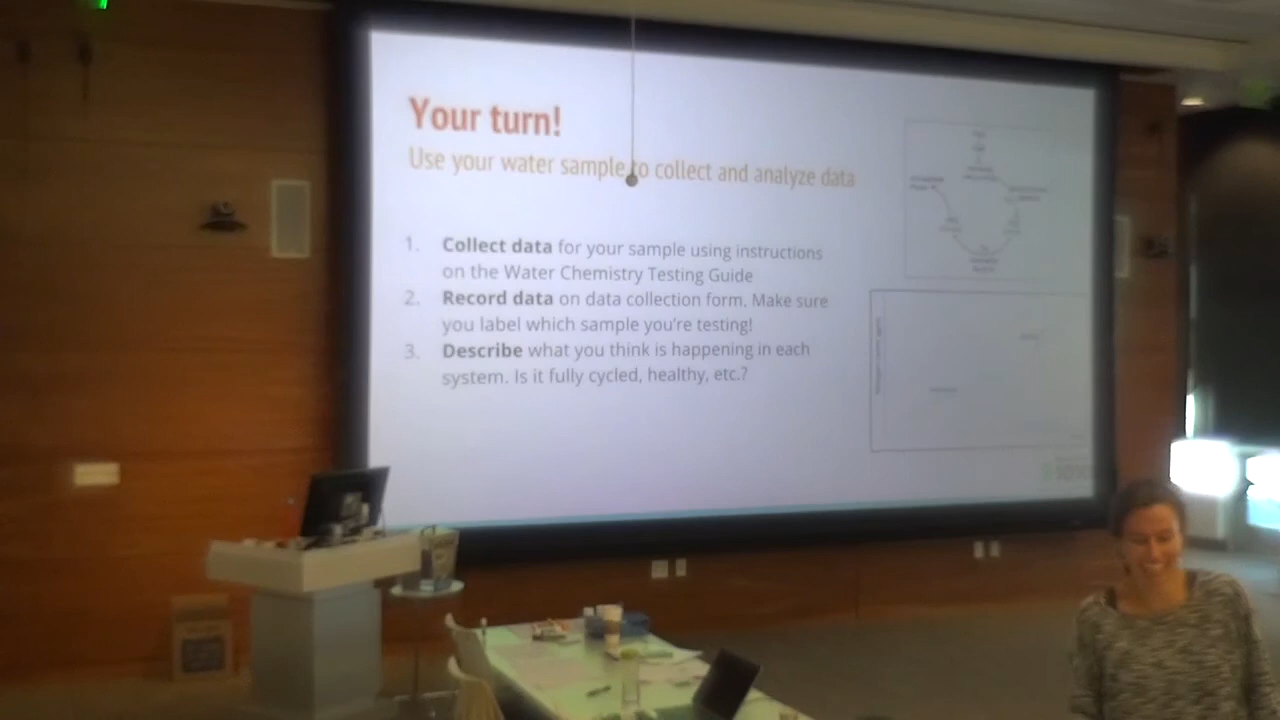 Your turn!
Use your water sample to collect and analyze data
1. Collect data for your sample using instructions
on the Water Chemistry Testing Guide
2. Record data on data collection form. Make sure
you label which sample you're testing!
3. Describe what you think is happening in each
system. Is it fully cycled, healthy, etc.?